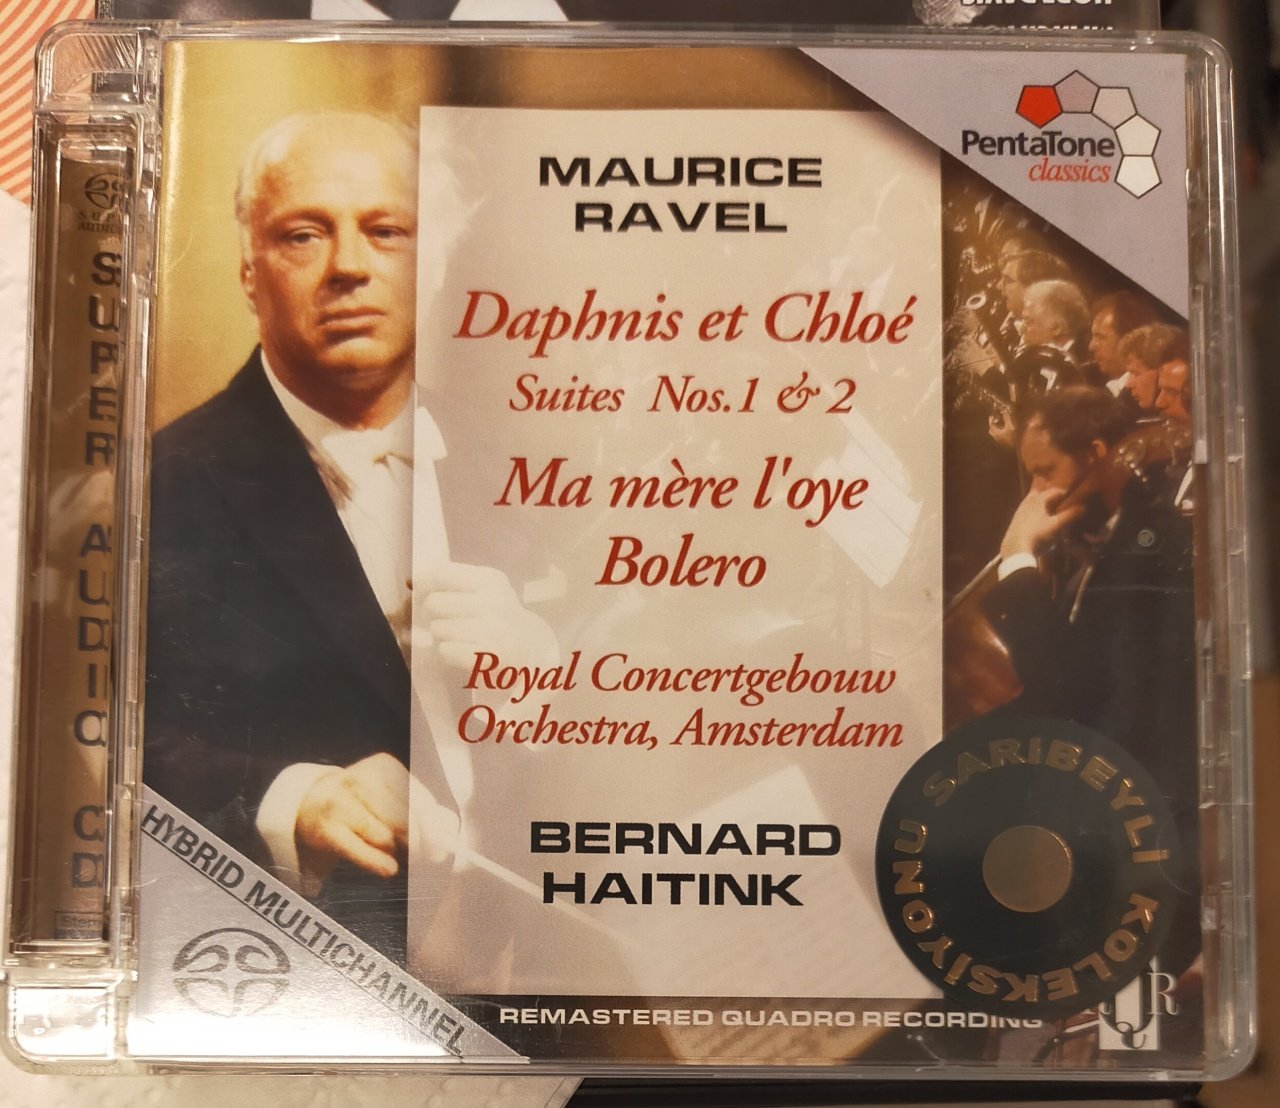 PentaTone
classics
MAURICE
RAVEL
Daphnis et Chloé
Suites Nos. 1 & 2
Ma mère l'oye
Bolero
Royal Concertgebouw
Orchestra, Amsterdam
BERNARD
HAITINK
SARIBEYLİ KOLEKSİYONU
HYBRID MULTICHANNEL
REMASTERED QUADRO RECORDING
SUPER AUDIO CD